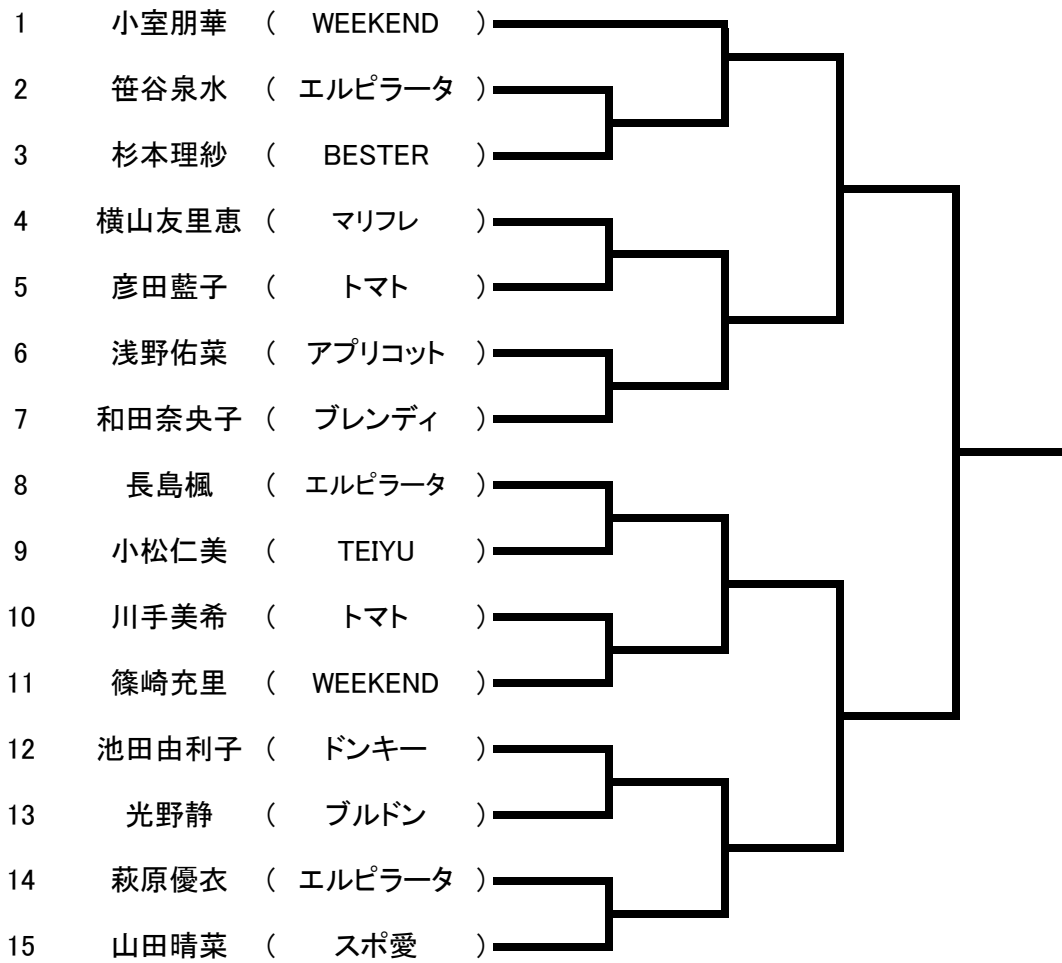 1 小室朋華 ( WEEKEND )
2 笹谷泉水 ( エルピラータ )
3 杉本理紗 ( BESTER )
4 横山友里恵 ( マリフレ )
5 彦田藍子 ( トマト )
6 浅野佑菜 ( アプリコット )
7 和田奈央子 ( ブレンディ )
8 長島楓 ( エルピラータ )
9 小松仁美 ( TEIYU )
10 川手美希 ( トマト )
11 篠崎充里 ( WEEKEND )
12 池田由利子 ( ドンキー )
13 光野静 ( ブルドン )
14 萩原優衣 ( エルピラータ )
15 山田晴菜 ( スポ愛 )